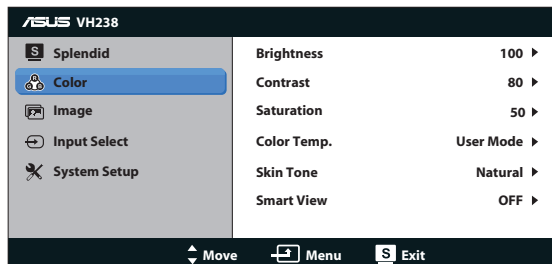 ASUS VH238
S Splendid
Color
Image
Input Select
System Setup
Brightness 100
Contrast 80
Saturation 50
Color Temp. User Mode
Skin Tone Natural
Smart View OFF
Move Menu S Exit